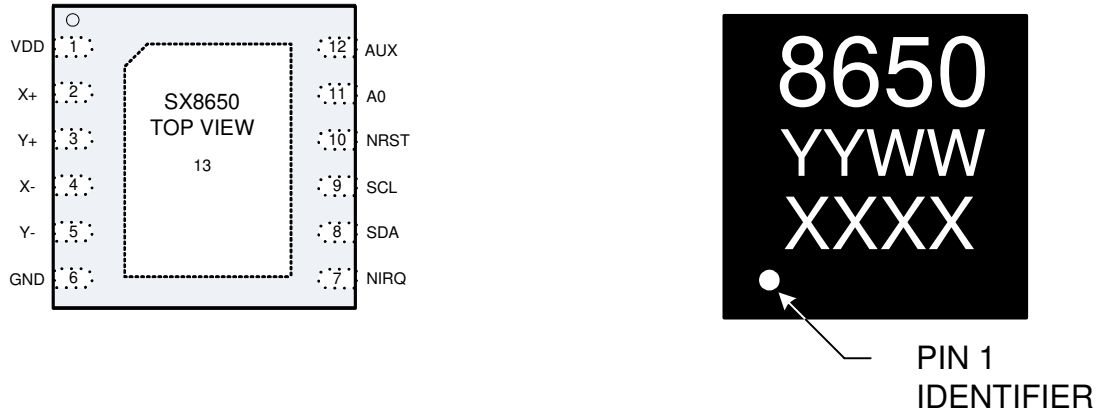 VDD 1
X+ 2
Y+ 3
X- 4
Y- 5
GND 6
SX8650
TOP VIEW
13
12 AUX
11 A0
10 NRST
9 SCL
8 SDA
7 NIRQ
8650
YYWW
XXXX
PIN 1
IDENTIFIER